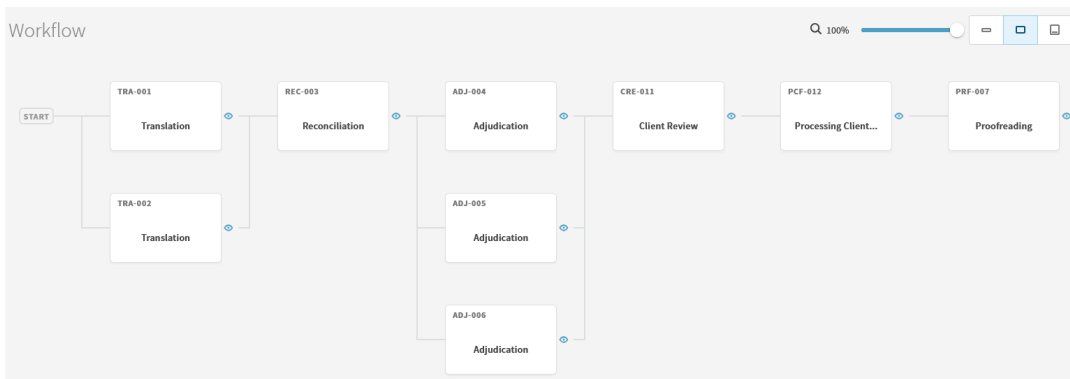 Workflow
100%
START
TRA-001
Translation
REC-003
Reconciliation
ADJ-004
Adjudication
CRE-011
Client Review
PCF-012
Processing Client...
PRF-007
Proofreading
TRA-002
Translation
ADJ-005
Adjudication
ADJ-006
Adjudication